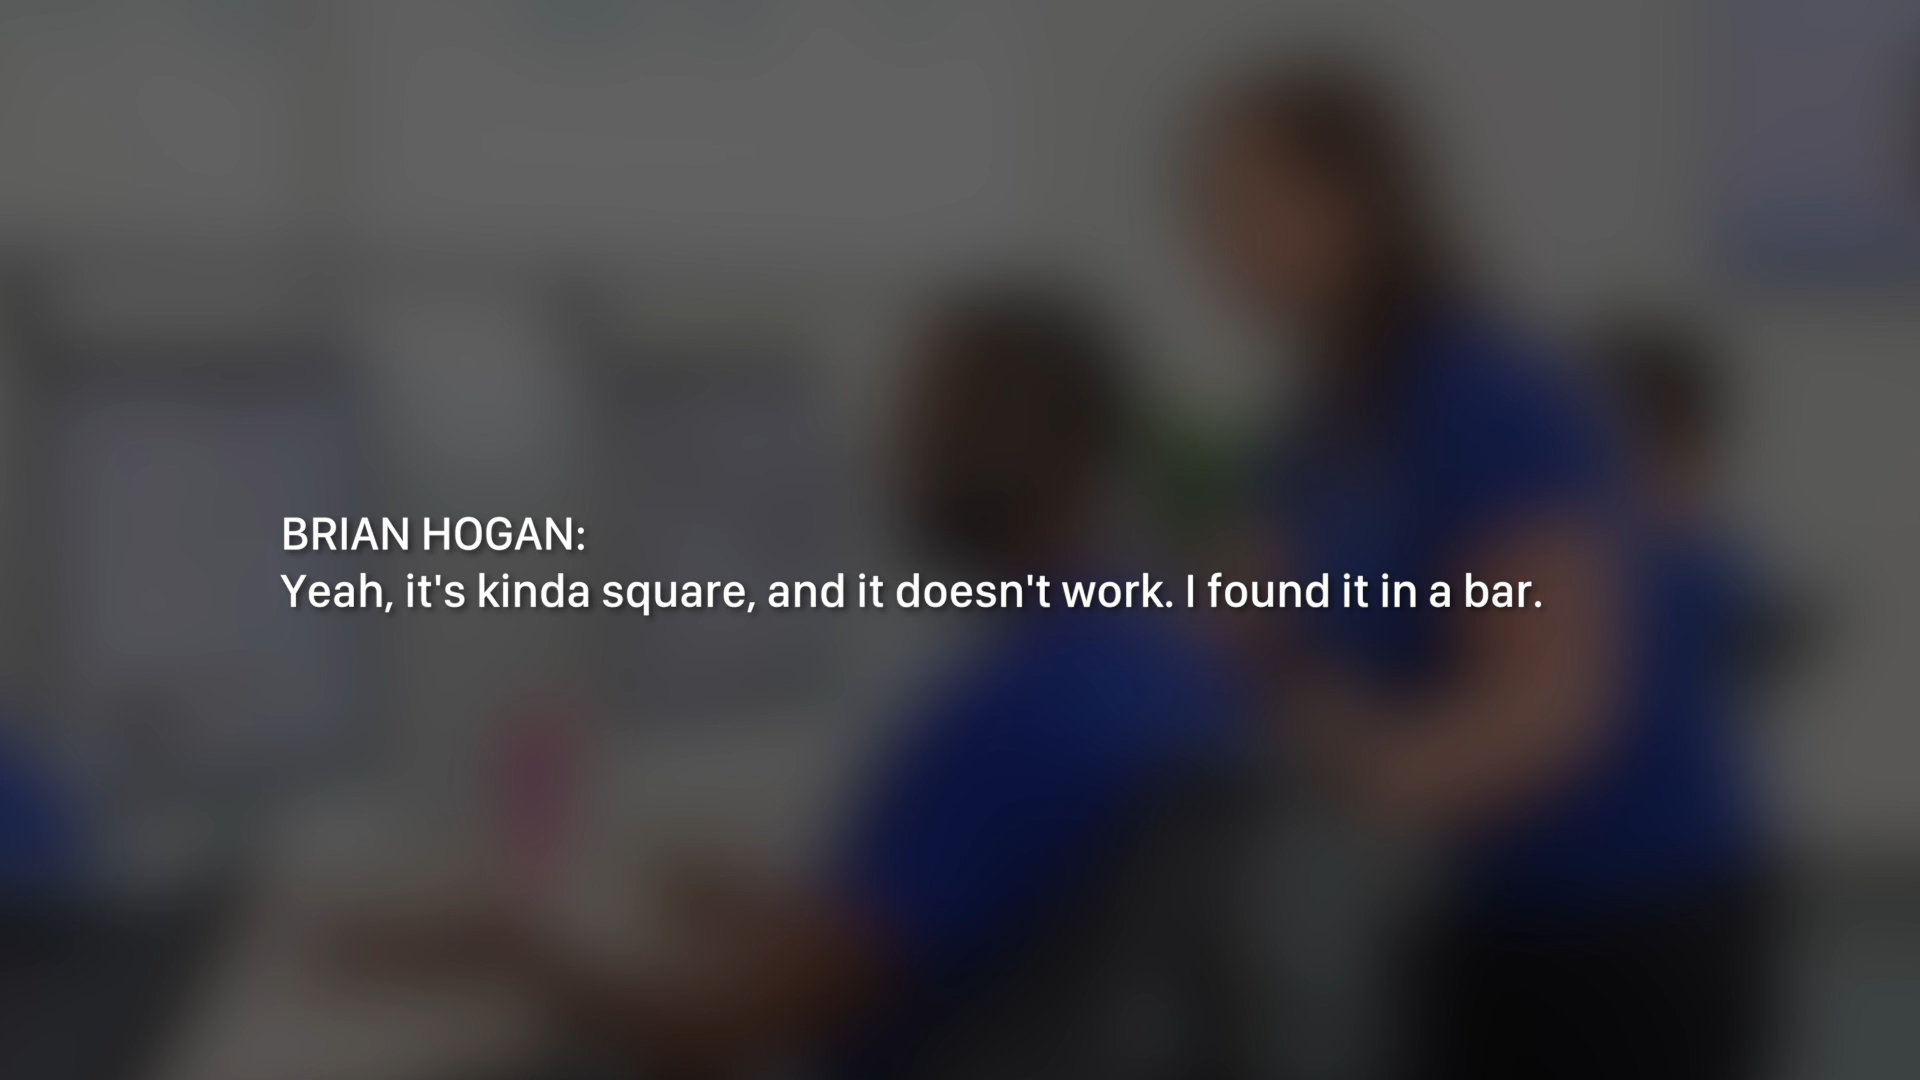 BRIAN HOGAN:
Yeah, it's kinda square, and it doesn't work. I found it in a bar.